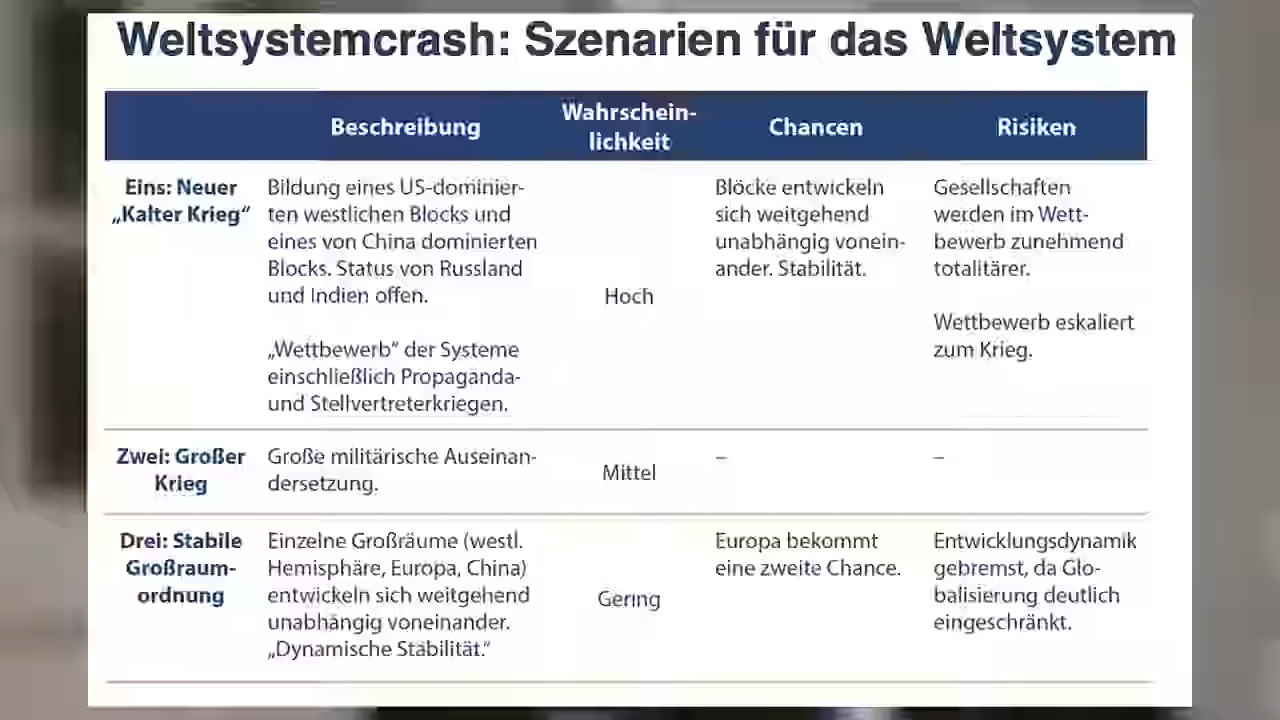 Weltsystemcrash: Szenarien für das Weltsystem
Beschreibung
Wahrschein-
lichkeit
Chancen
Risiken
Eins: Neuer
„Kalter Krieg“
Bildung eines US-dominier-
ten westlichen Blocks und
eines von China dominierten
Blocks. Status von Russland
und Indien offen.
„Wettbewerb“ der Systeme
einschließlich Propaganda-
und Stellvertreterkriegen.
Hoch
Blöcke entwickeln
sich weitgehend
unabhängig vonein-
ander. Stabilität.
Gesellschaften
werden im Wett-
bewerb zunehmend
totalitärer.
Wettbewerb eskaliert
zum Krieg.
Zwei: Großer
Krieg
Große militärische Auseinan-
dersetzung.
Mittel
–
–
Drei: Stabile
Großraum-
ordnung
Einzelne Großräume (westl.
Hemisphäre, Europa, China)
entwickeln sich weitgehend
unabhängig voneinander.
„Dynamische Stabilität.“
Gering
Europa bekommt
eine zweite Chance.
Entwicklungsdynamik
gebremst, da Glo-
balisierung deutlich
eingeschränkt.